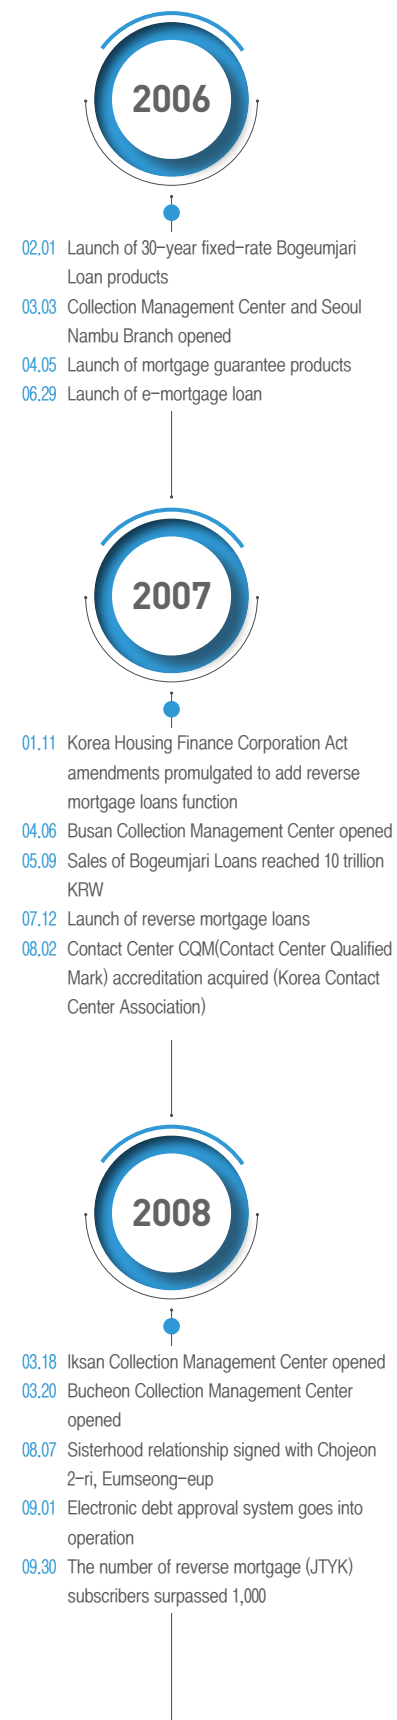 2006
02.01 Launch of 30-year fixed-rate Bogeumjari
Loan products
03.03 Collection Management Center and Seoul
Nambu Branch opened
04.05 Launch of mortgage guarantee products
06.29 Launch of e-mortgage loan
2007
01.11 Korea Housing Finance Corporation Act
amendments promulgated to add reverse
mortgage loans function
04.06 Busan Collection Management Center opened
05.09 Sales of Bogeumjari Loans reached 10 trillion
KRW
07.12 Launch of reverse mortgage loans
08.02 Contact Center CQM(Contact Center Qualified
Mark) accreditation acquired (Korea Contact
Center Association)
2008
03.18 Iksan Collection Management Center opened
03.20 Bucheon Collection Management Center
opened
08.07 Sisterhood relationship signed with Chojeon
2-ri, Eumseong-eup
09.01 Electronic debt approval system goes into
operation
09.30 The number of reverse mortgage (JTYK)
subscribers surpassed 1,000